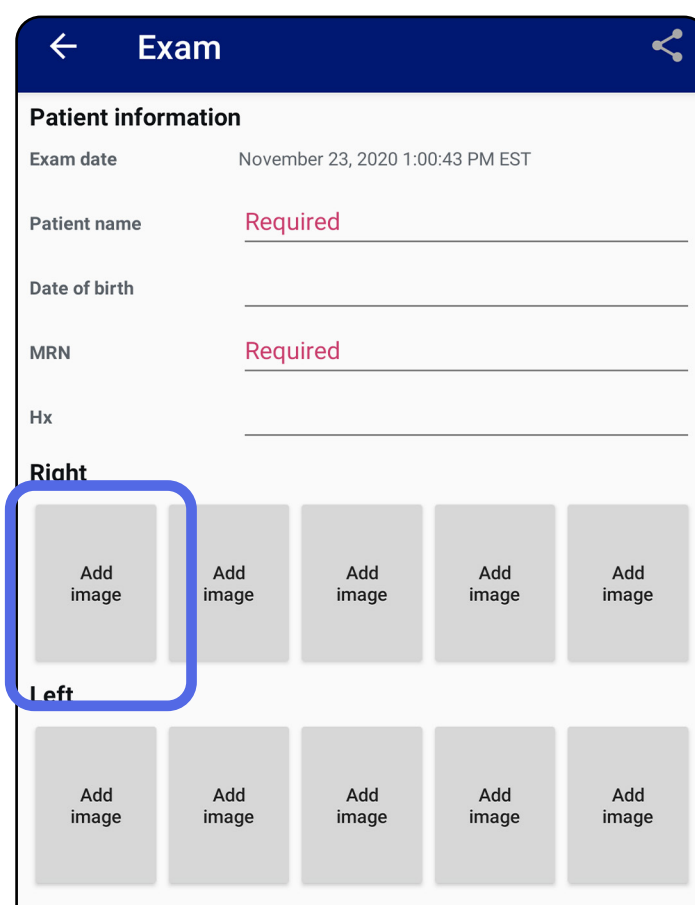 Exam
Patient information
Exam date November 23, 2020 1:00:43 PM EST
Patient name Required
Date of birth
MRN Required
Hx
Right
Add image Add image Add image Add image Add image
Left
Add image Add image Add image Add image Add image